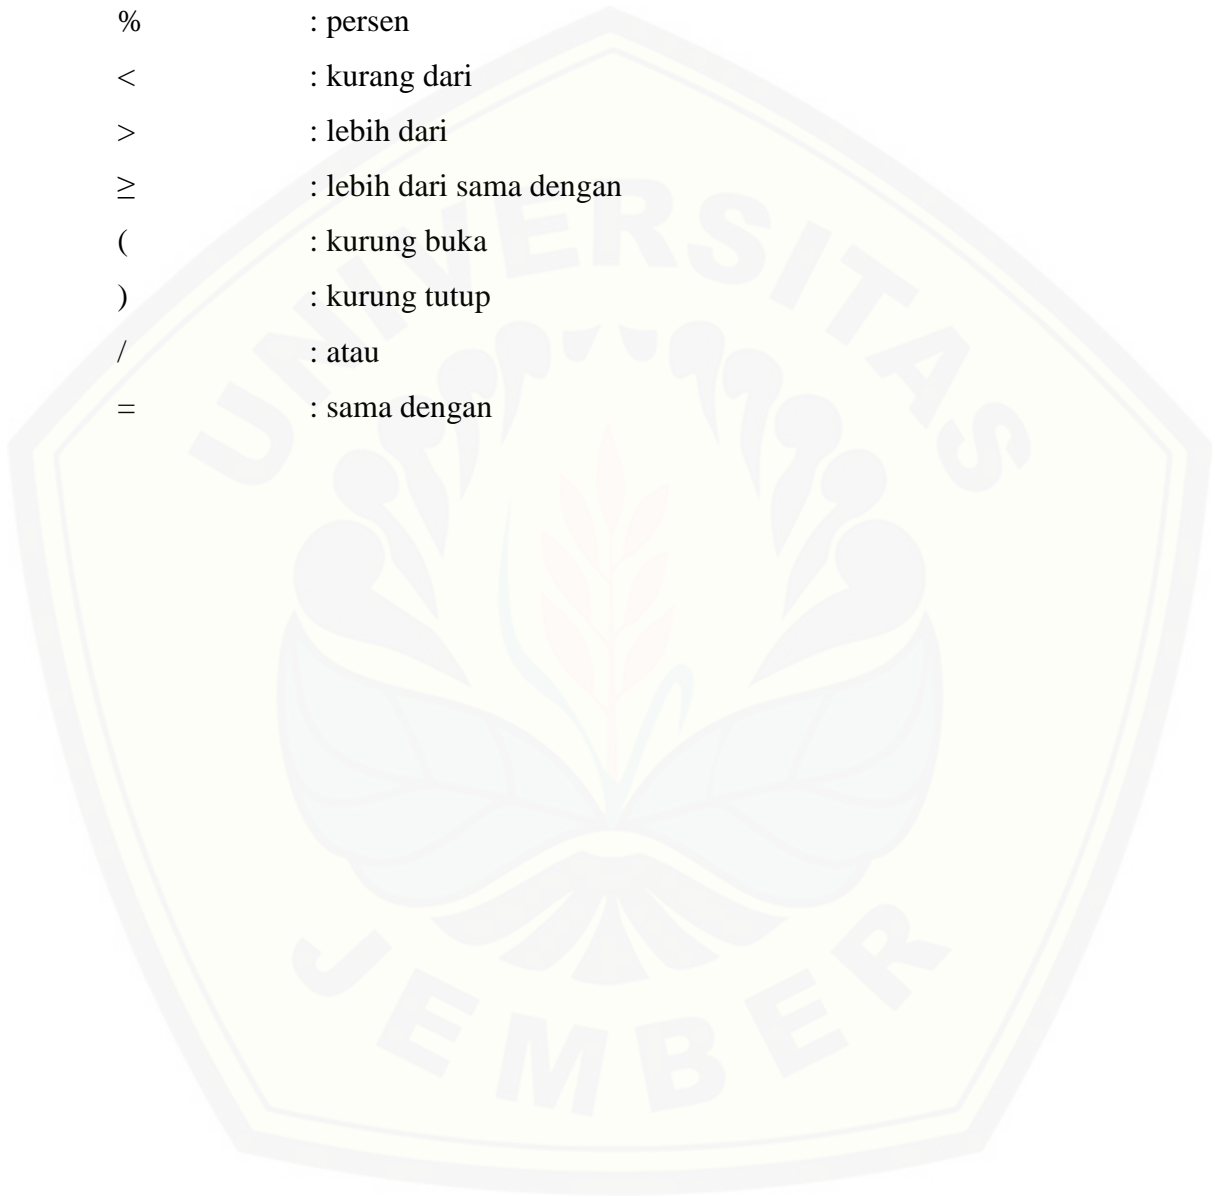 % : persen
< : kurang dari
> : lebih dari
≥ : lebih dari sama dengan
( : kurung buka
) : kurung tutup
/ : atau
= : sama dengan
UNIVERSITAS
JEMBER